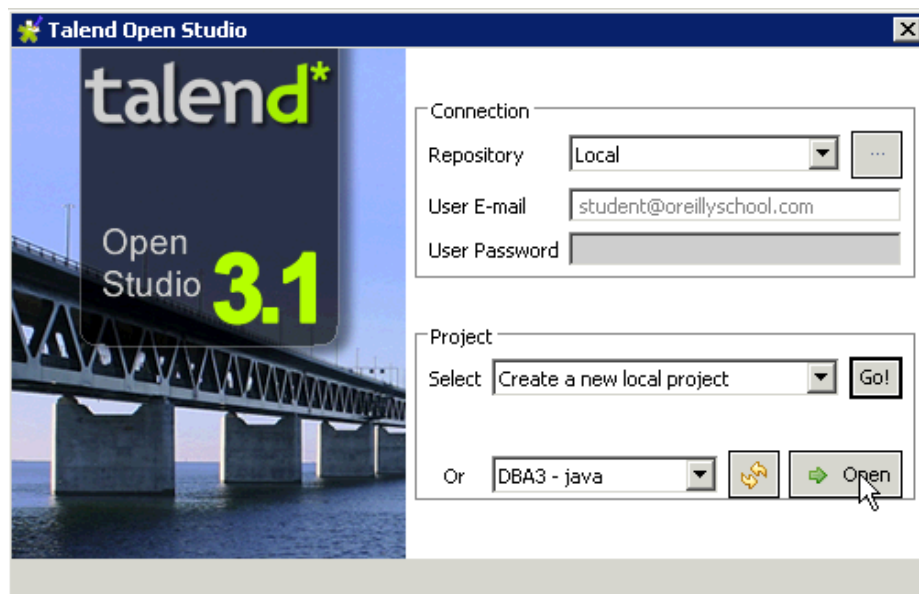 Talend Open Studio
talend*
Open
Studio 3.1
Connection
Repository Local ...
User E-mail student@oreillyschool.com
User Password
Project
Select Create a new local project Go!
Or DBA3 - java Open